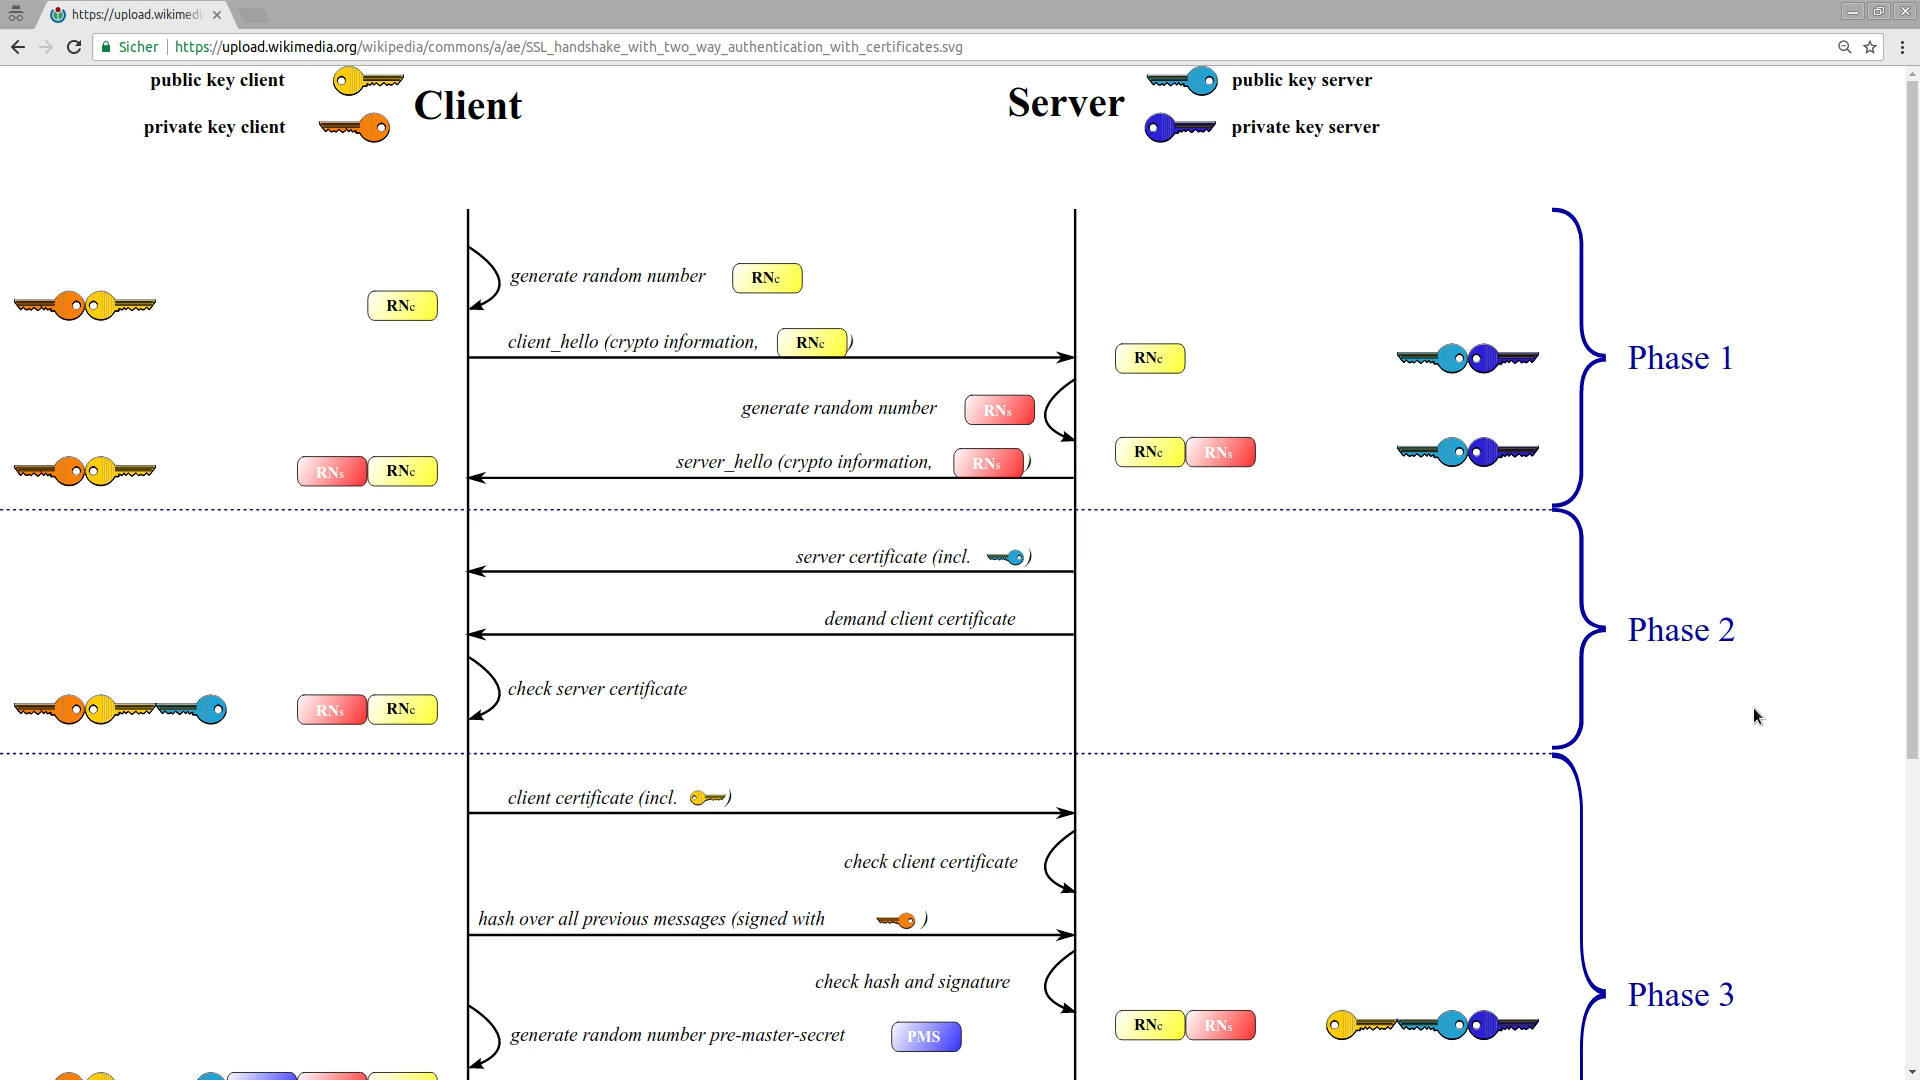 https://upload.wikimedi
Sicher https://upload.wikimedia.org/wikipedia/commons/a/ae/SSL_handshake_with_two_way_authentication_with_certificates.svg
public key client
private key client
Client
Server
public key server
private key server
generate random number RNc
RNc
client_hello (crypto information, RNc)
RNc
Phase 1
generate random number RNs
RNc RNs
server_hello (crypto information, RNs)
RNs RNc
server certificate (incl. )
demand client certificate
Phase 2
check server certificate
RNs RNc
client certificate (incl. )
check client certificate
hash over all previous messages (signed with )
check hash and signature
Phase 3
RNc RNs
generate random number pre-master-secret PMS